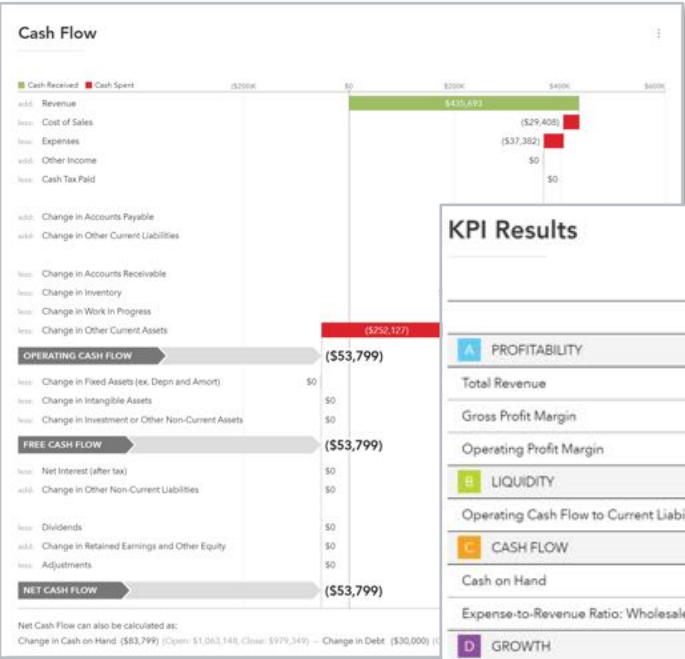 Cash Flow
Cash Received Cash Spent ($200)K $0 $200K $400K $600K
add: Revenue $435,693
less: Cost of Sales ($29,408)
less: Expenses ($37,382)
add: Other Income $0
less: Cash Tax Paid $0
add: Change in Accounts Payable
add: Change in Other Current Liabilities
less: Change in Accounts Receivable
less: Change in Inventory
less: Change in Work In Progress
less: Change in Other Current Assets ($252,127)
OPERATING CASH FLOW ($53,799)
less: Change in Fixed Assets (ex. Depn and Amort) $0
less: Change in Intangible Assets $0
less: Change in Investment or Other Non-Current Assets $0
FREE CASH FLOW ($53,799)
less: Net Interest (after tax) $0
add: Change in Other Non-Current Liabilities $0
less: Dividends $0
add: Change in Retained Earnings and Other Equity $0
less: Adjustments $0
NET CASH FLOW ($53,799)
Net Cash Flow can also be calculated as:
Change in Cash on Hand ($83,799) (Open: $1,063,148, Close: $979,349) — Change in Debt ($30,000)
KPI Results
A PROFITABILITY
Total Revenue
Gross Profit Margin
Operating Profit Margin
B LIQUIDITY
Operating Cash Flow to Current Liabi
C CASH FLOW
Cash on Hand
Expense-to-Revenue Ratio: Wholesale
D GROWTH